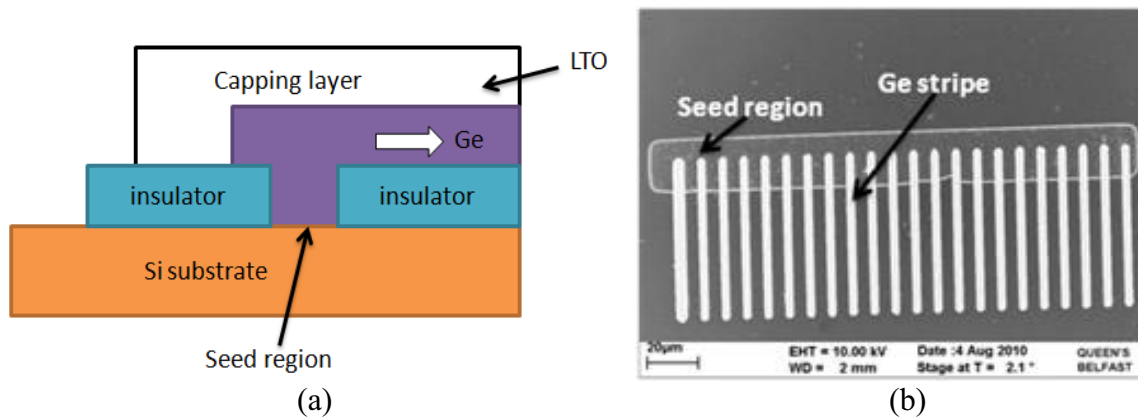 Capping layer
LTO
Ge
insulator
insulator
Si substrate
Seed region
(a)
Ge stripe
Seed region
20µm
EHT = 10.00 kV
Date :4 Aug 2010
QUEEN'S
WD = 2 mm
Stage at T = 2.1 °
BELFAST
(b)